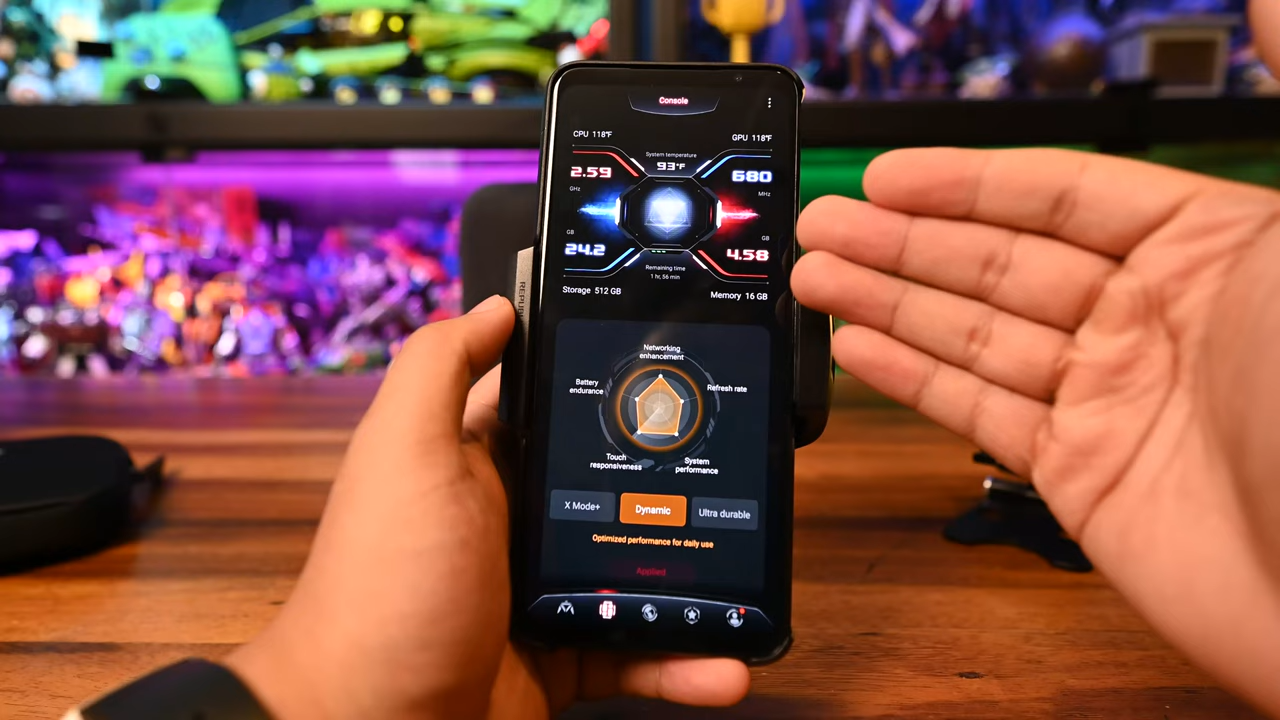 Console
CPU 118°F
GPU 118°F
System temperature
93°F
2.59
GHz
680
MHz
GB
24.2
GB
4.58
Remaining time
1 hr, 56 min
Storage 512 GB
Memory 16 GB
Networking
enhancement
Battery
endurance
Refresh rate
Touch
responsiveness
System
performance
X Mode+
Dynamic
Ultra durable
Optimized performance for daily use
Applied